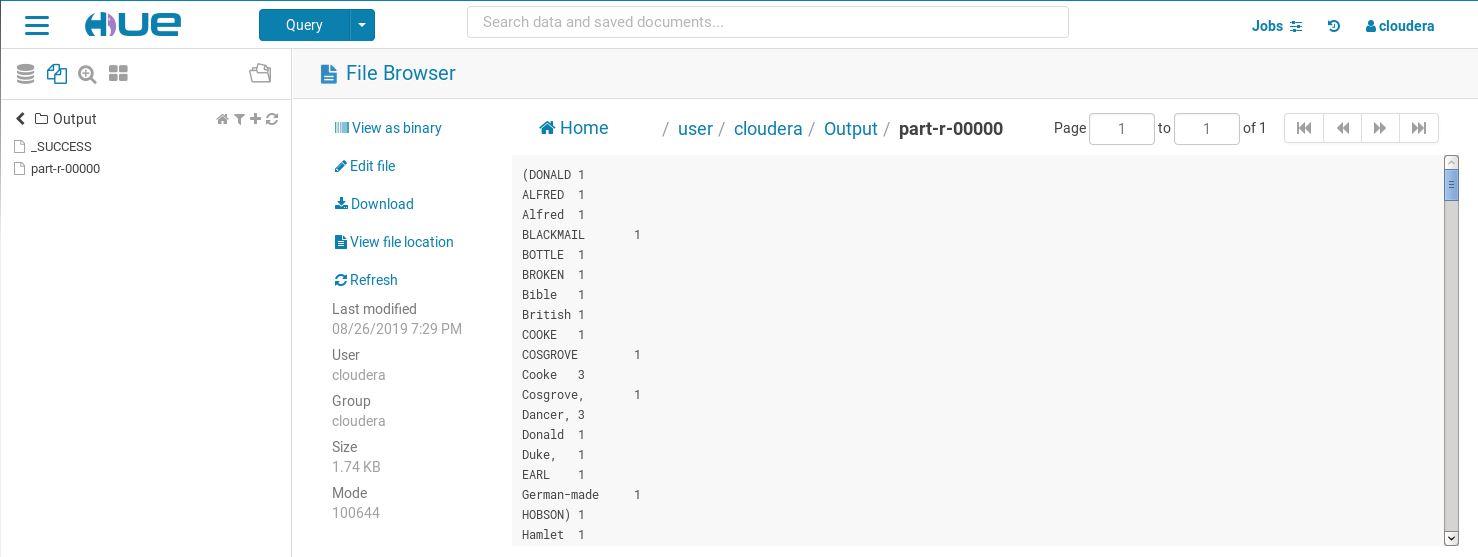 HUE
Query
Search data and saved documents...
Jobs
cloudera
File Browser
Output
_SUCCESS
part-r-00000
View as binary
Edit file
Download
View file location
Refresh
Last modified
08/26/2019 7:29 PM
User
cloudera
Group
cloudera
Size
1.74 KB
Mode
100644
Home / user / cloudera / Output / part-r-00000
Page 1 to 1 of 1
(DONALD 1
ALFRED 1
Alfred 1
BLACKMAIL 1
BOTTLE 1
BROKEN 1
Bible 1
British 1
COOKE 1
COSGROVE 1
Cooke 3
Cosgrove, 1
Dancer, 3
Donald 1
Duke, 1
EARL 1
German-made 1
HOBSON) 1
Hamlet 1